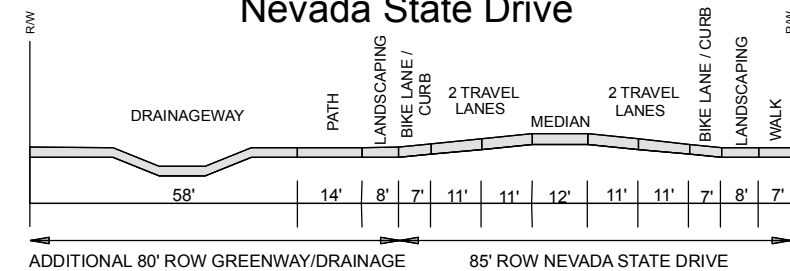 Nevada State Drive
R/W
R/W
DRAINAGEWAY
PATH
LANDSCAPING
BIKE LANE /
CURB
2 TRAVEL
LANES
MEDIAN
2 TRAVEL
LANES
BIKE LANE / CURB
LANDSCAPING
WALK
58'
14'
8'
7'
11'
11'
12'
11'
11'
7'
8'
7'
ADDITIONAL 80' ROW GREENWAY/DRAINAGE
85' ROW NEVADA STATE DRIVE